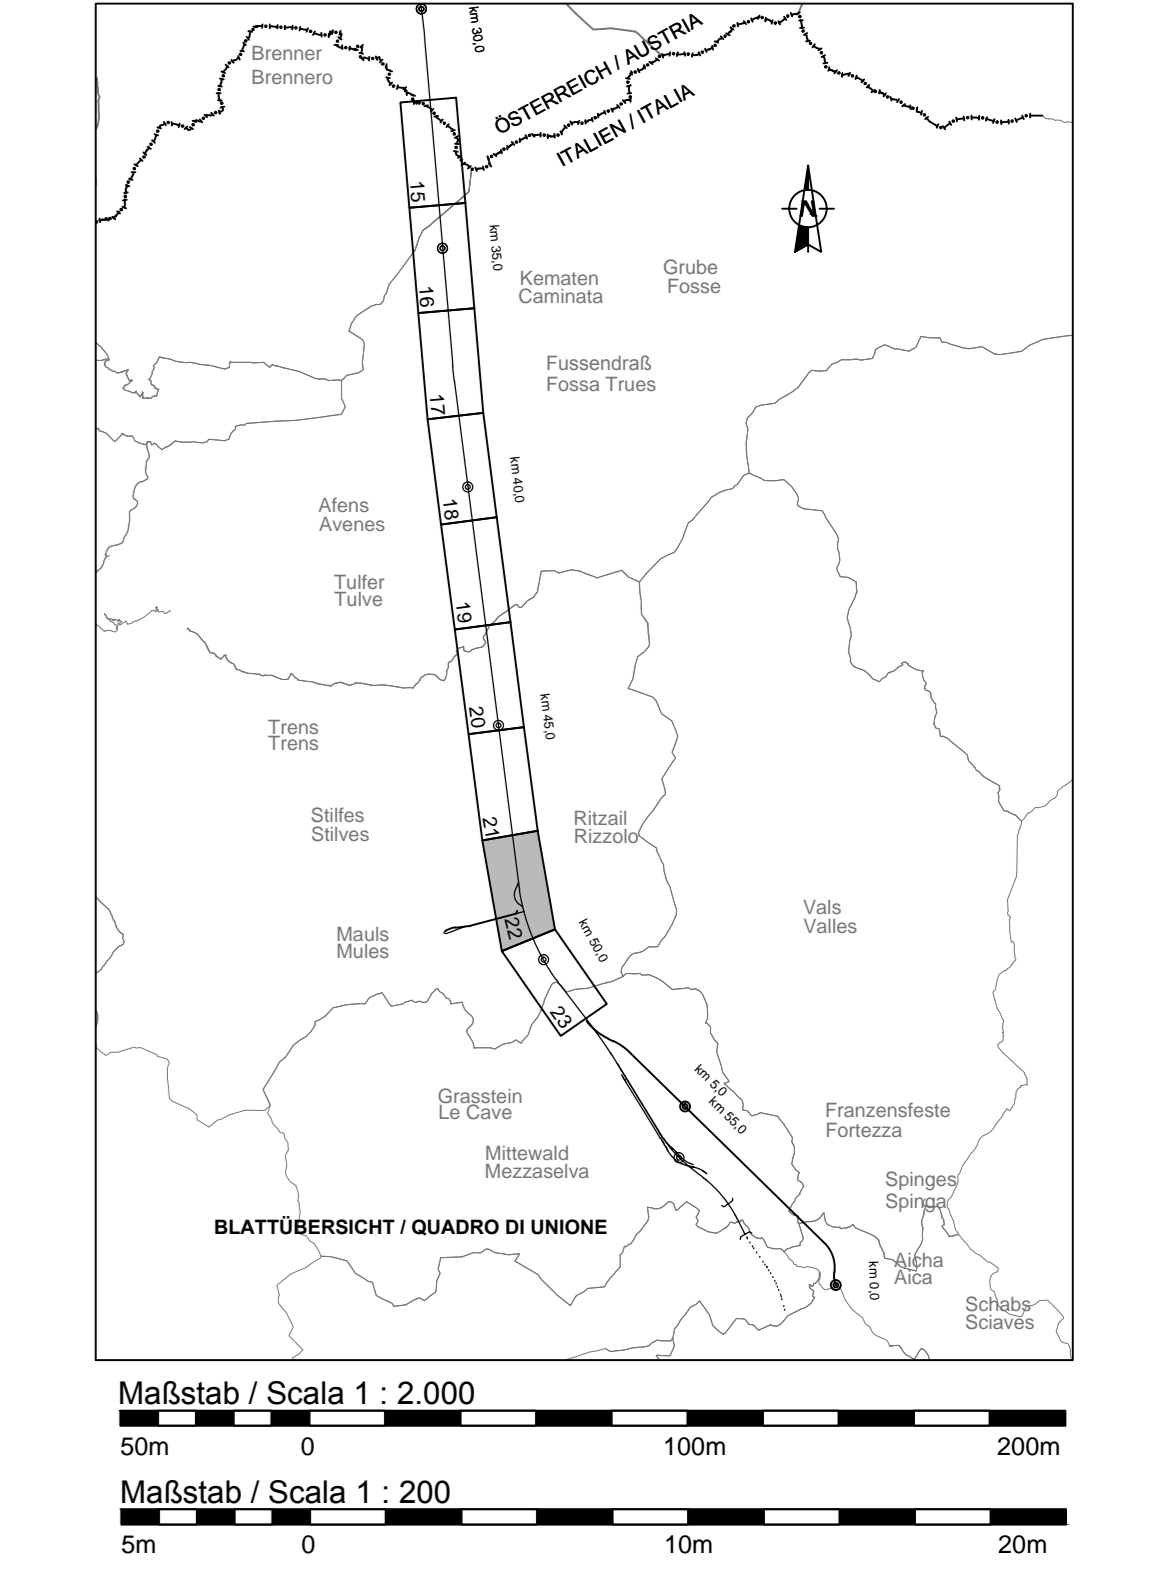 km 30,0
Brenner
Brennero
ÖSTERREICH / AUSTRIA
ITALIEN / ITALIA
N
15
km 35,0
Kematen
Caminata
Grube
Fosse
16
Fussendraß
Fossa Trues
17
km 40,0
Afens
Avenes
18
Tulfer
Tulve
19
Trens
Trens
20
km 45,0
Stilfes
Stilves
21
Ritzail
Rizzolo
Mauls
Mules
22
km 50,0
Vals
Valles
23
Grasstein
Le Cave
km 5,0
km 55,0
Franzensfeste
Fortezza
Mittewald
Mezzaselva
Spinges
Spinga
BLATTÜBERSICHT / QUADRO DI UNIONE
km 0,0
Aicha
Aica
Schabs
Sciaves
Maßstab / Scala 1 : 2.000
50m 0 100m 200m
Maßstab / Scala 1 : 200
5m 0 10m 20m